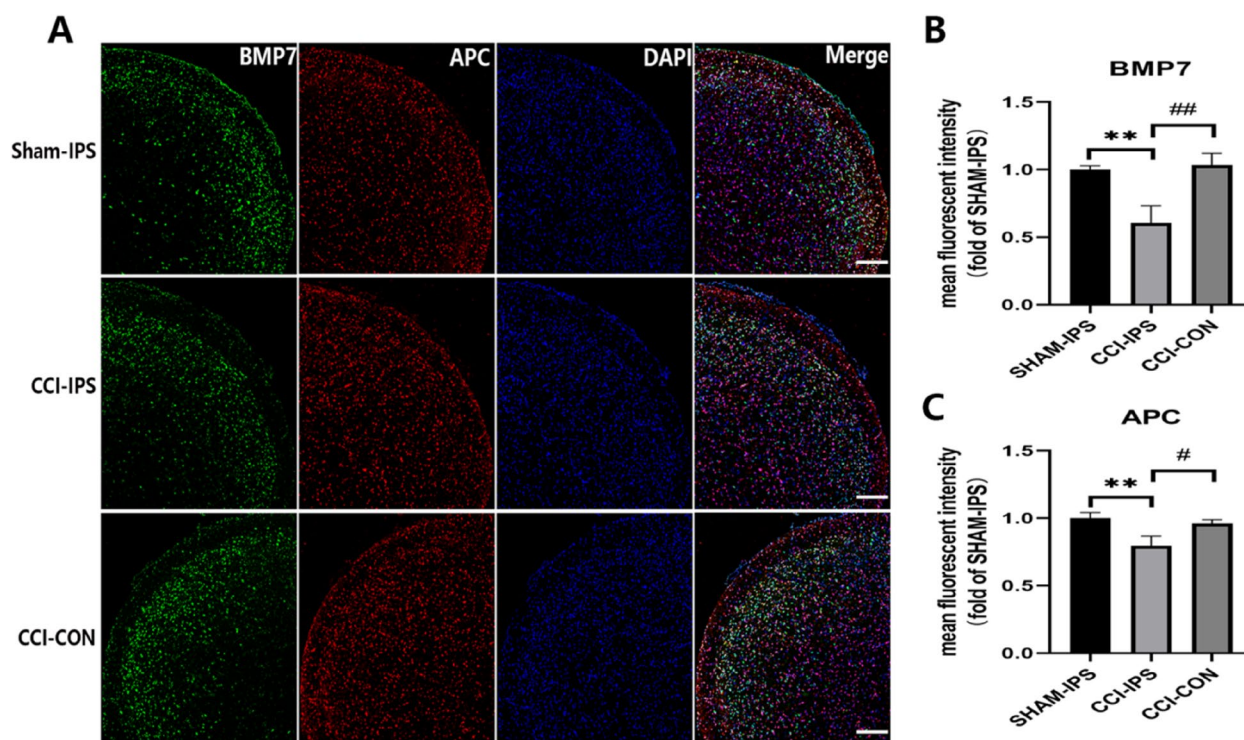 A
BMP7 APC DAPI Merge
Sham-IPS
CCI-IPS
CCI-CON
B
BMP7
mean fluorescent intensity
(fold of SHAM-IPS)
1.5
1.0
0.5
0.0
** ##
SHAM-IPS CCI-IPS CCI-CON
C
APC
mean fluorescent intensity
(fold of SHAM-IPS)
1.5
1.0
0.5
0.0
** #
SHAM-IPS CCI-IPS CCI-CON